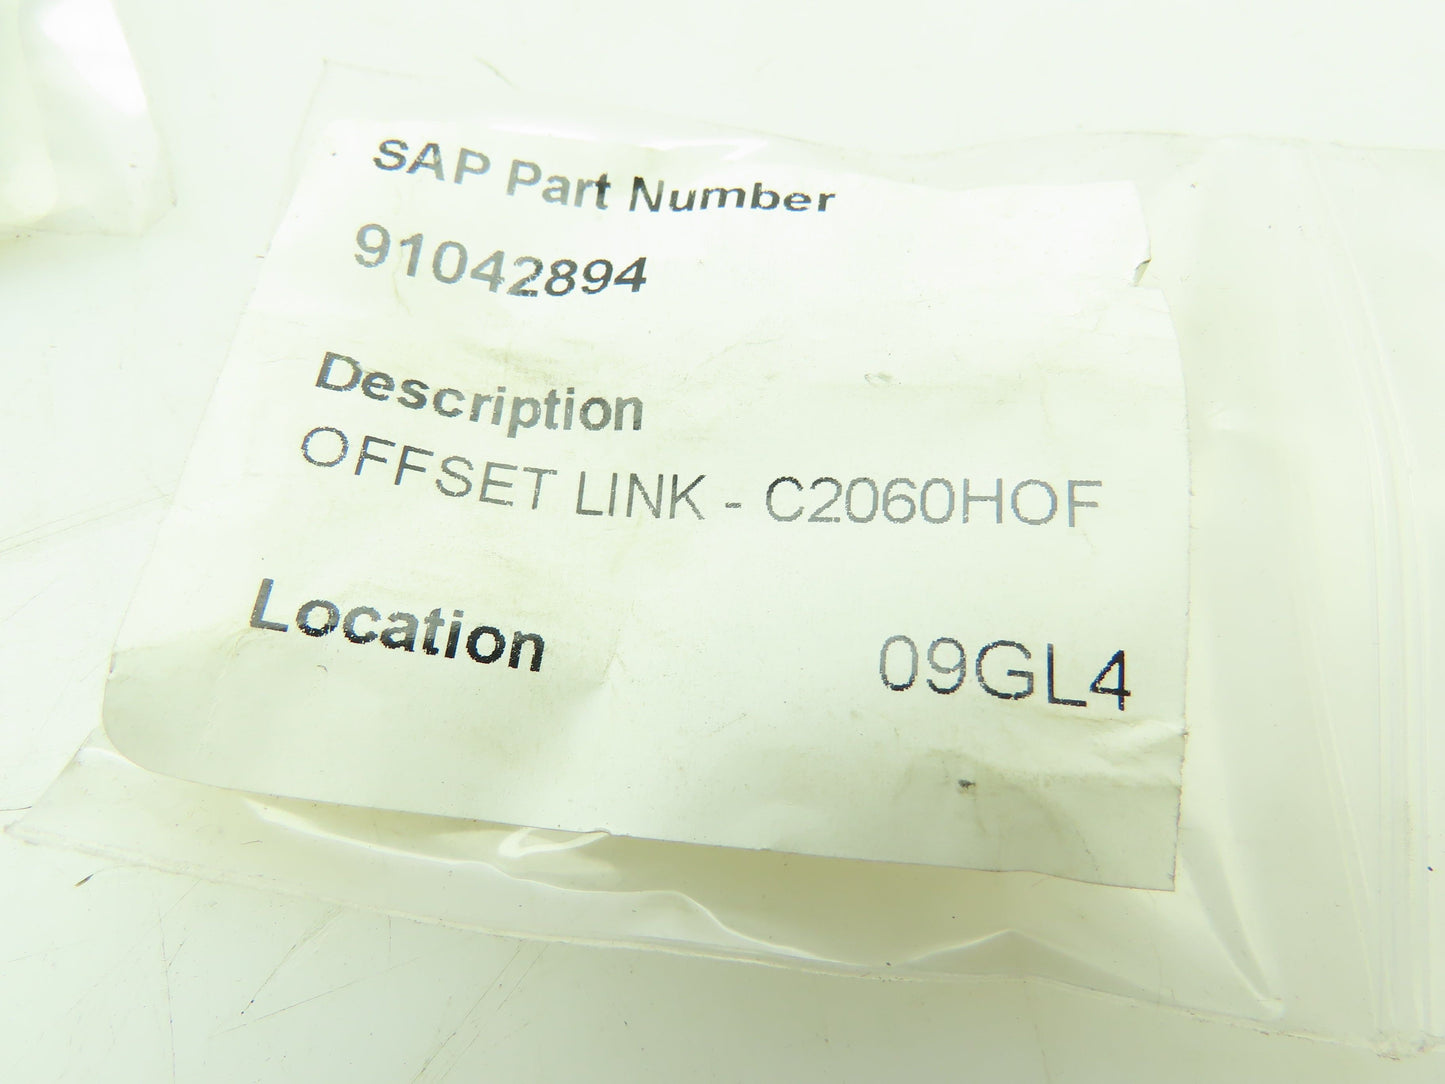 SAP Part Number
91042894
Description
OFFSET LINK - C2060HOF
Location 09GL4